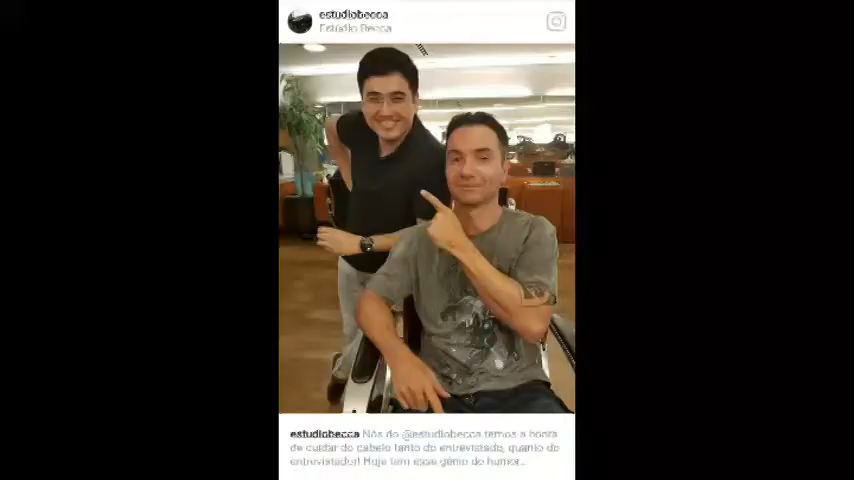 estudiobecca
Estúdio Becca
estudiobecca Nós do @estudiobecca temos a honra
de cuidar do cabelo tanto do entrevistado, quanto do
entrevistador! Hoje tem esse gênio do humor...